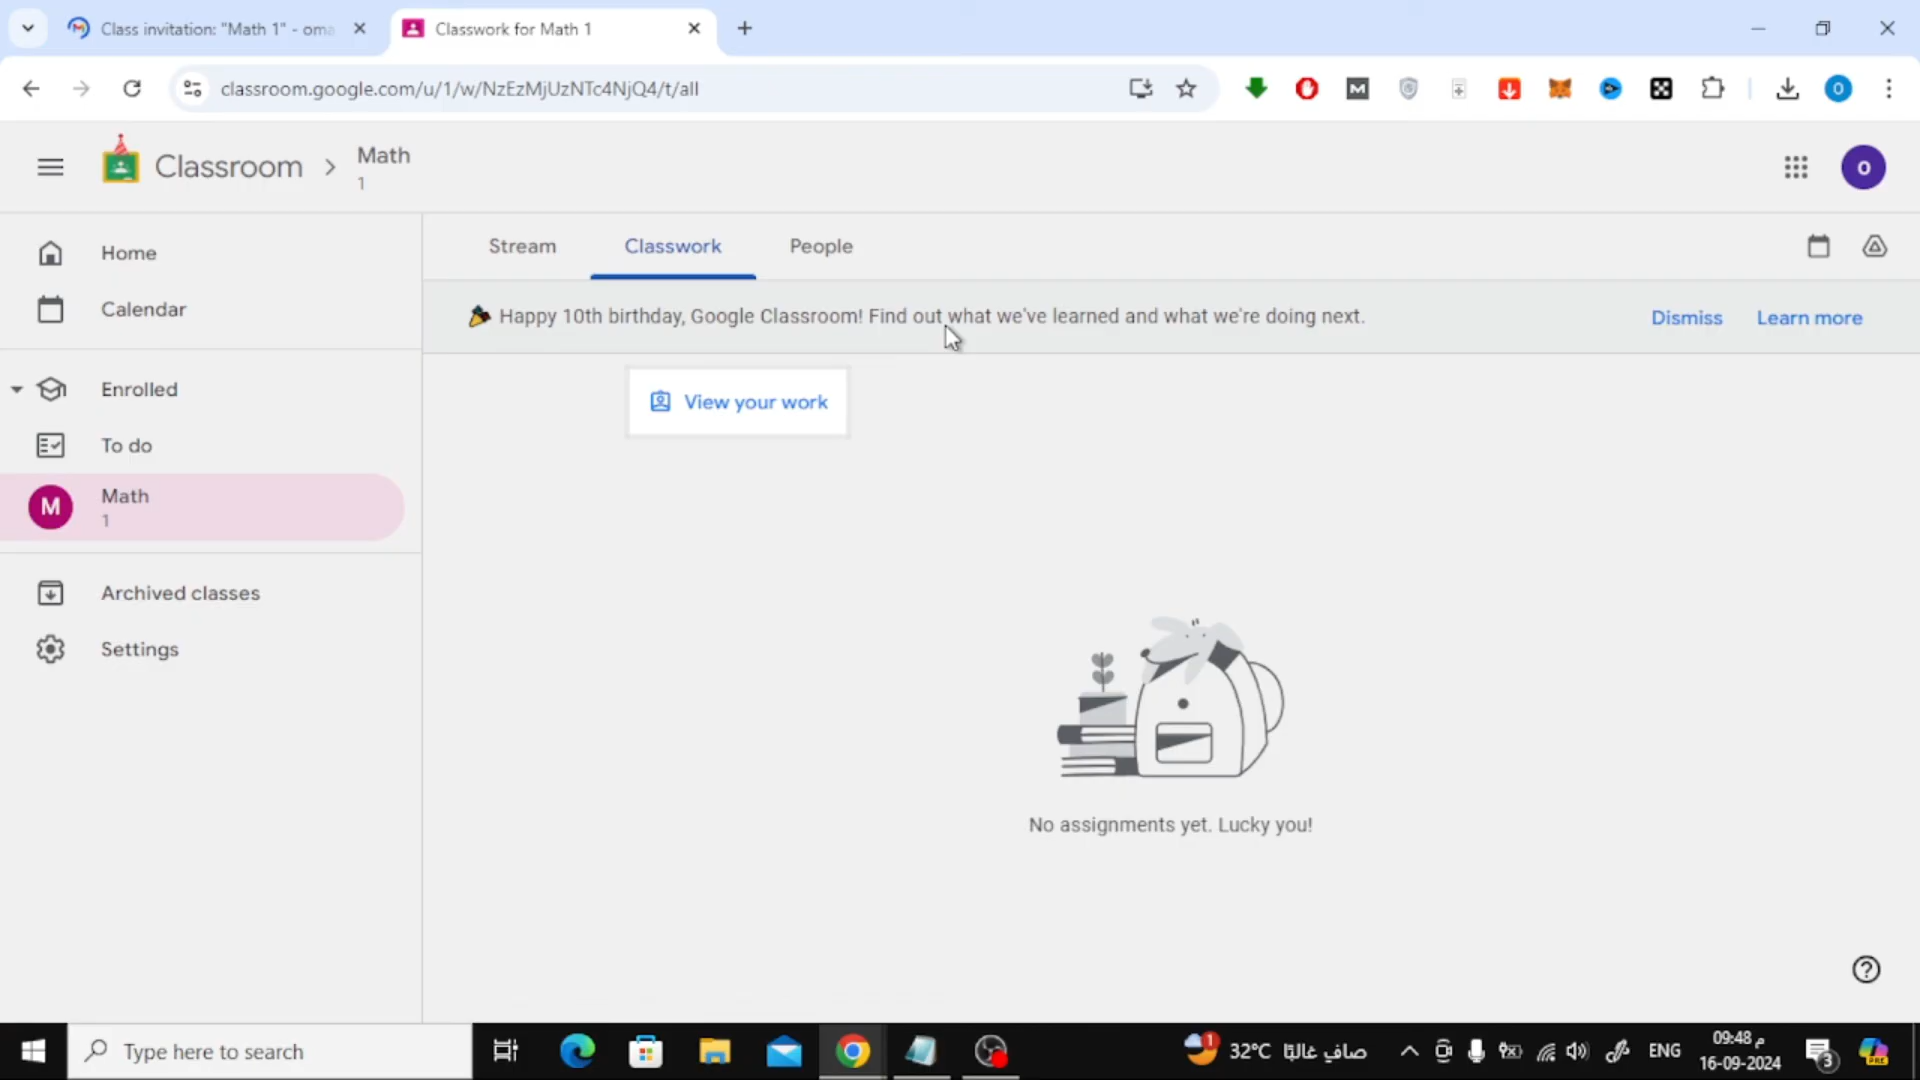 Class invitation: "Math 1" - oma
Classwork for Math 1
classroom.google.com/u/1/w/NzEzMjUzNTc4NjQ4/t/all
O
Classroom
Math
1
o
Home
Calendar
Enrolled
To do
M
Math
1
Archived classes
Settings
Stream
Classwork
People
Happy 10th birthday, Google Classroom! Find out what we've learned and what we're doing next.
Dismiss
Learn more
View your work
No assignments yet. Lucky you!
Type here to search
1
32°C
صافٍ غالبًا
ENG
09:48 م
16-09-2024
3
PRE